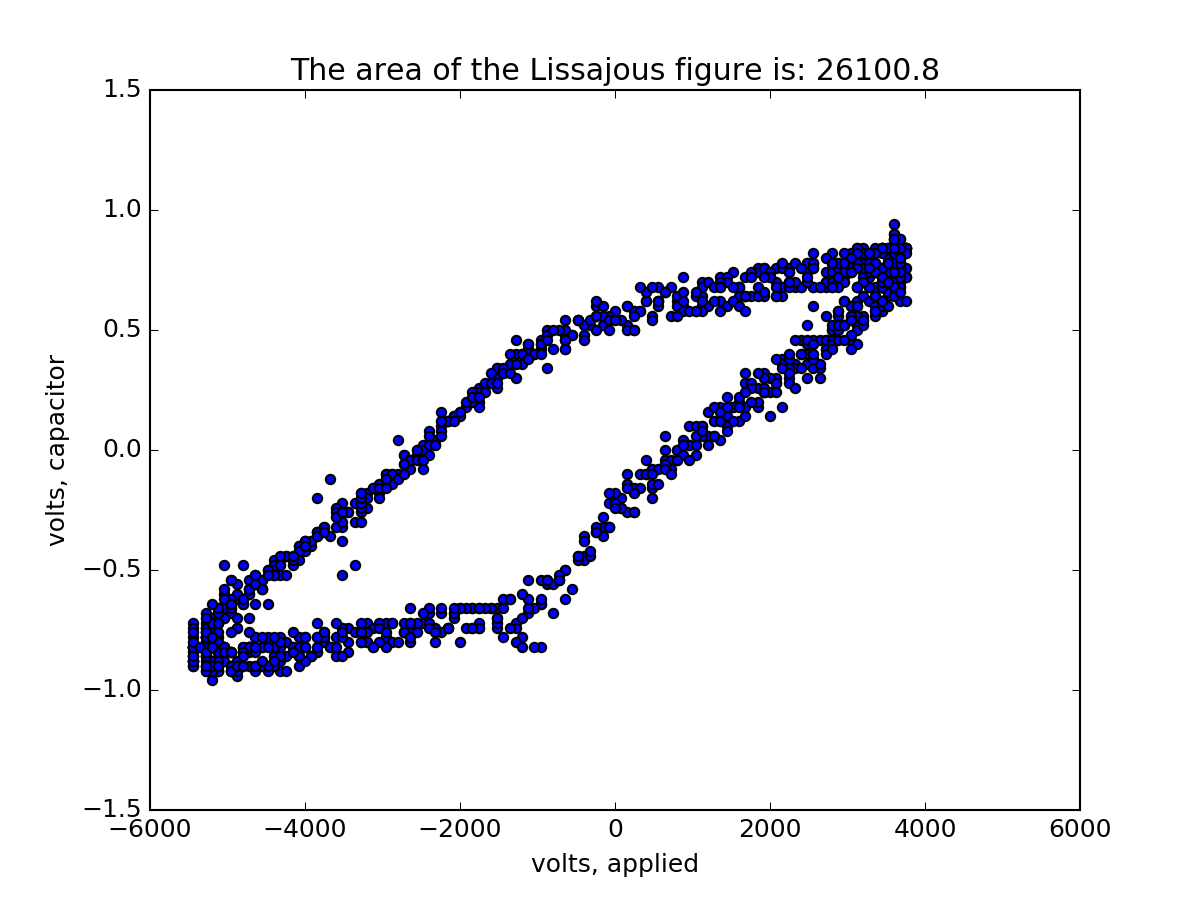 The area of the Lissajous figure is: 26100.8
1.5
1.0
0.5
0.0
−0.5
−1.0
−1.5
volts, capacitor
−6000 −4000 −2000 0 2000 4000 6000
volts, applied